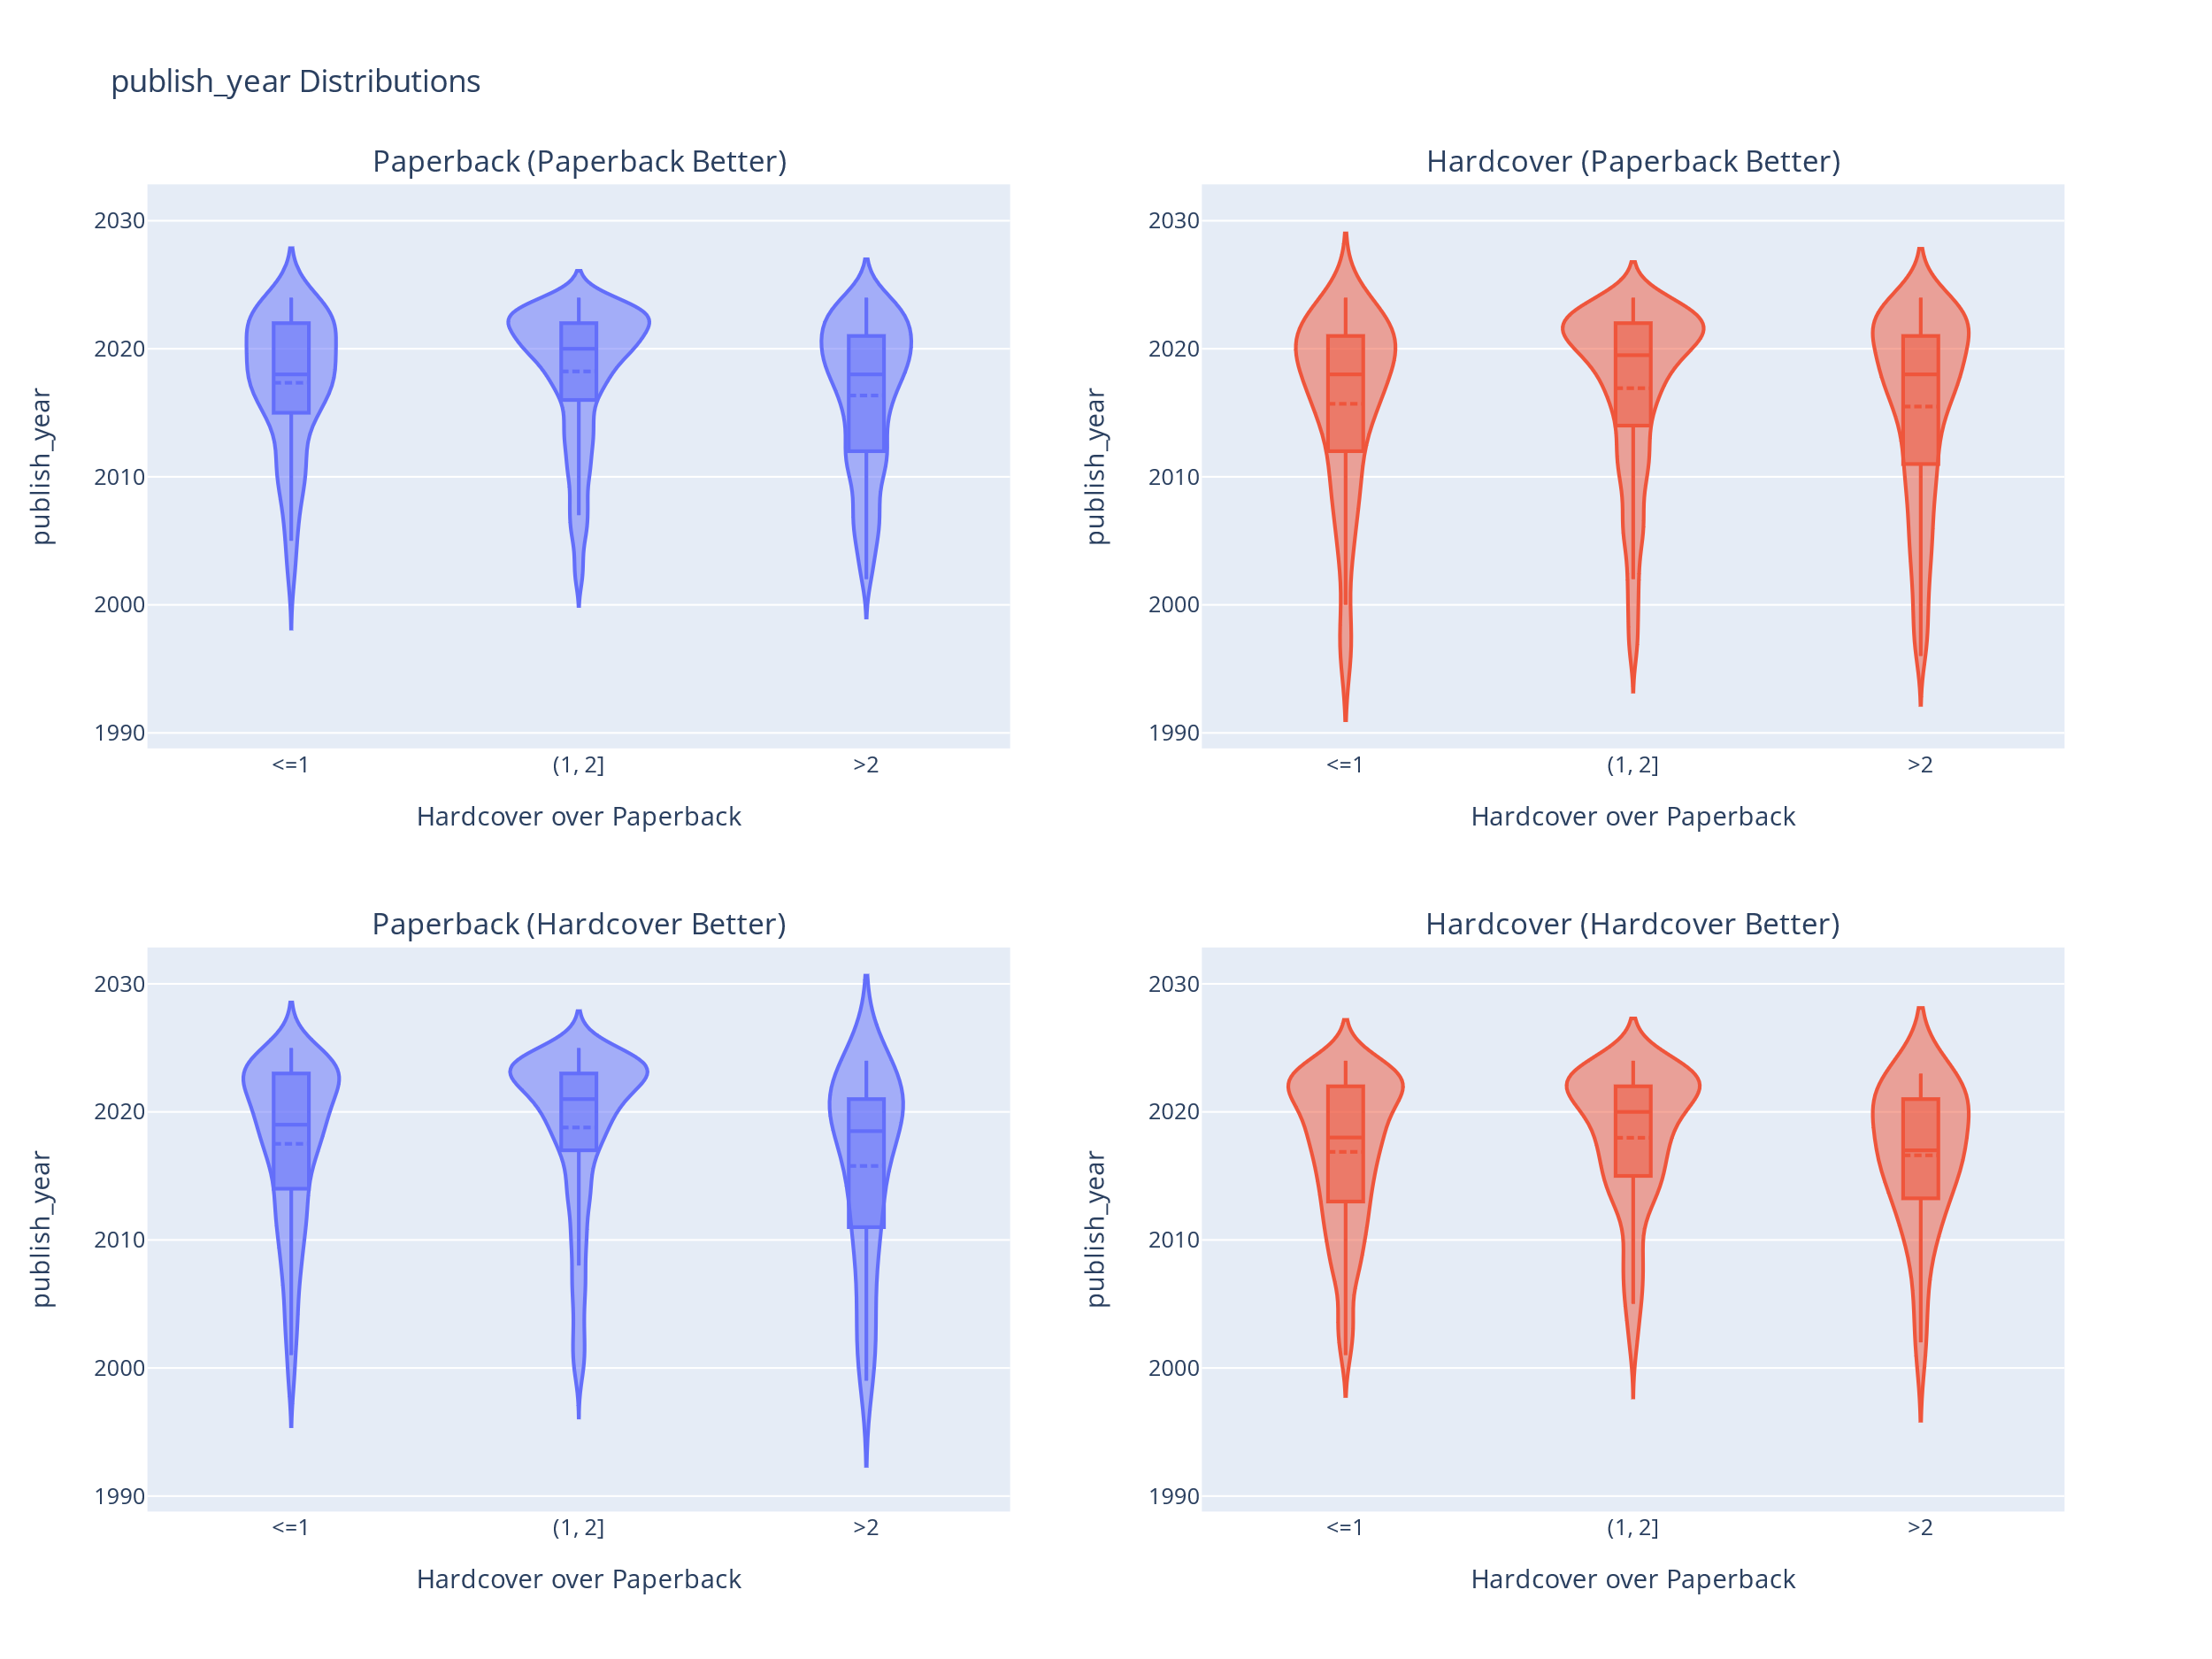 publish_year Distributions
Paperback (Paperback Better)
Hardcover (Paperback Better)
publish_year
2030
2020
2010
2000
1990
<=1
(1, 2]
>2
Hardcover over Paperback
publish_year
2030
2020
2010
2000
1990
<=1
(1, 2]
>2
Hardcover over Paperback
Paperback (Hardcover Better)
Hardcover (Hardcover Better)
publish_year
2030
2020
2010
2000
1990
<=1
(1, 2]
>2
Hardcover over Paperback
publish_year
2030
2020
2010
2000
1990
<=1
(1, 2]
>2
Hardcover over Paperback